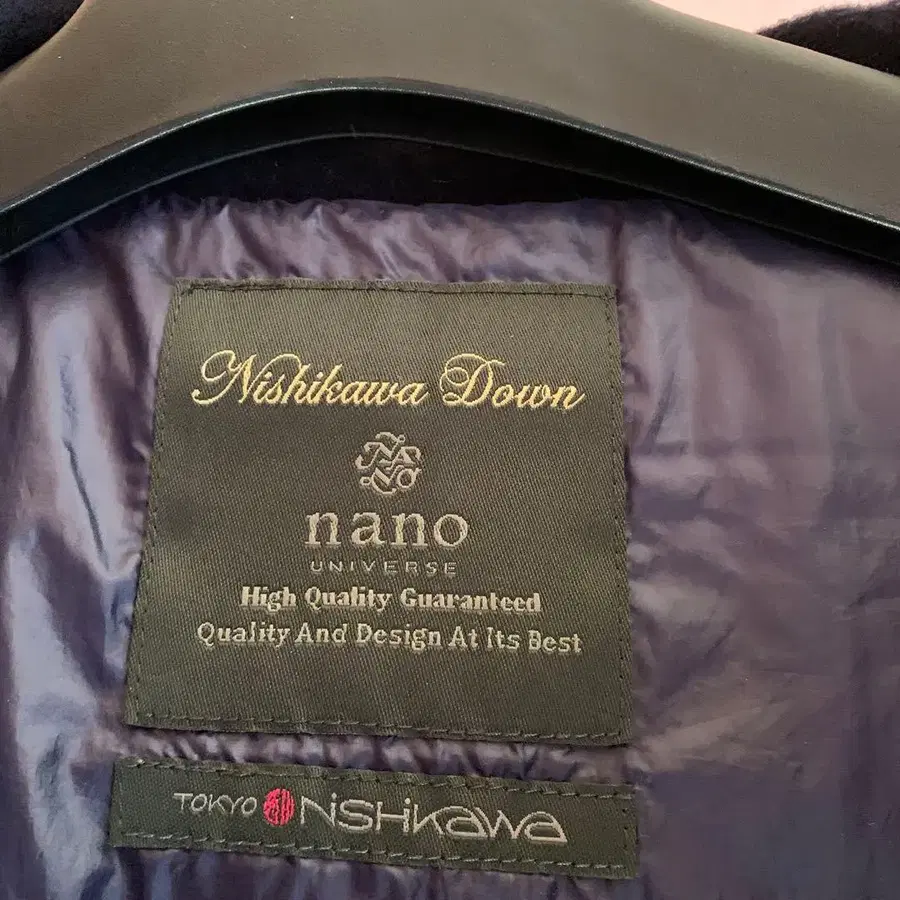 Nishikawa Down
nano
UNIVERSE
High Quality Guaranteed
Quality And Design At Its Best
TOKYO NiSHiKaWa